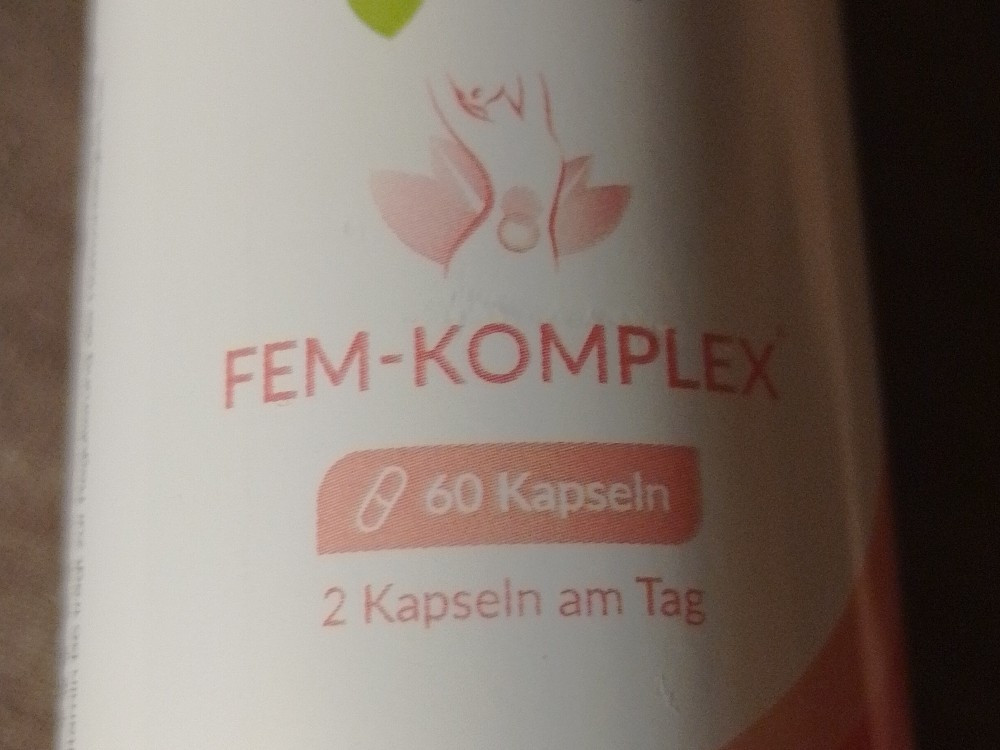 FEM-KOMPLEX
60 Kapseln
2 Kapseln am Tag